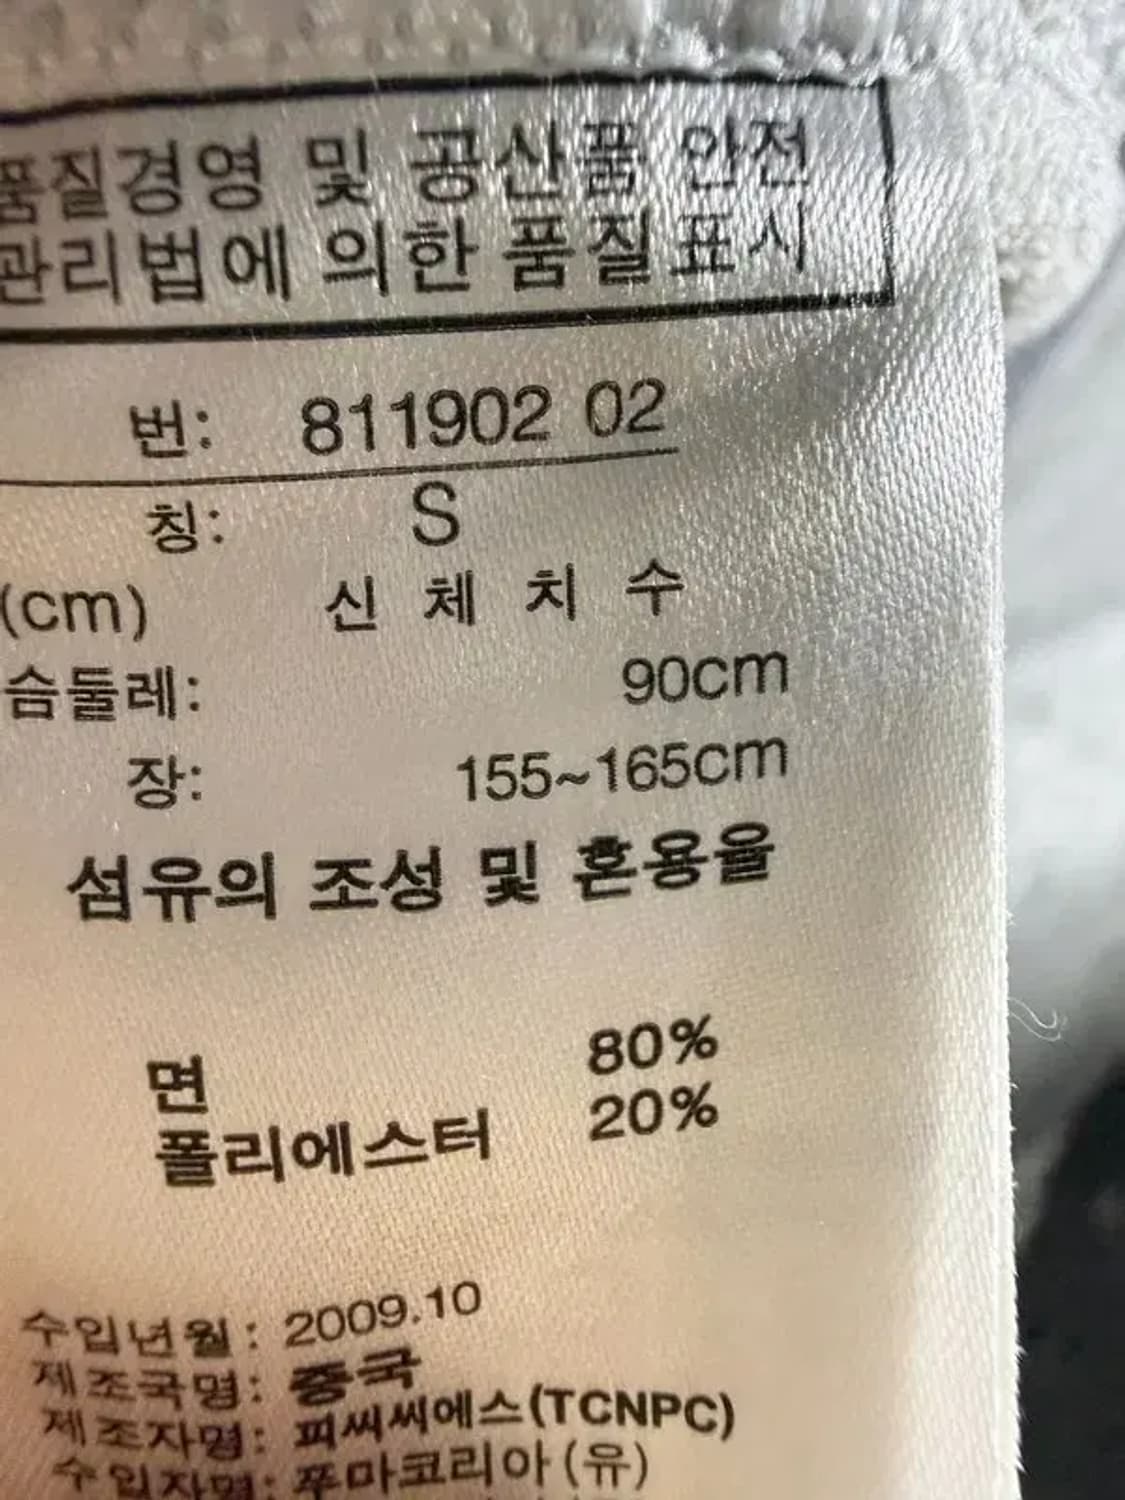 품질경영 및 공산품 안전
관리법에 의한 품질표시
번: 811902 02
칭: S
(cm) 신 체 치 수
슴둘레: 90cm
장: 155~165cm
섬유의 조성 및 혼용율
면 80%
폴리에스터 20%
수입년월: 2009.10
제조국명: 중국
제조자명: 피씨씨에스(TCNPC)
수입자명: 푸마코리아(유)